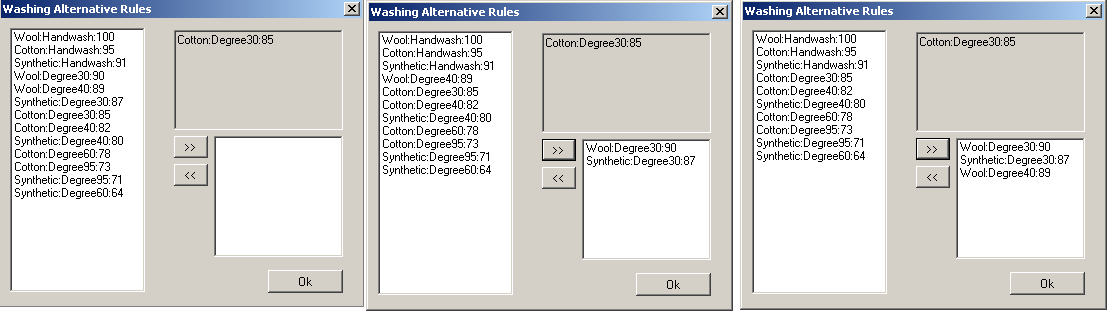 Washing Alternative Rules
Wool:Handwash:100
Cotton:Handwash:95
Synthetic:Handwash:91
Wool:Degree30:90
Wool:Degree40:89
Synthetic:Degree30:87
Cotton:Degree30:85
Cotton:Degree40:82
Synthetic:Degree40:80
Cotton:Degree60:78
Cotton:Degree95:73
Synthetic:Degree95:71
Synthetic:Degree60:64
Cotton:Degree30:85
>>
<<
Ok
Washing Alternative Rules
Wool:Handwash:100
Cotton:Handwash:95
Synthetic:Handwash:91
Wool:Degree40:89
Cotton:Degree30:85
Cotton:Degree40:82
Synthetic:Degree40:80
Cotton:Degree60:78
Cotton:Degree95:73
Synthetic:Degree95:71
Synthetic:Degree60:64
Cotton:Degree30:85
>>
<<
Wool:Degree30:90
Synthetic:Degree30:87
Ok
Washing Alternative Rules
Wool:Handwash:100
Cotton:Handwash:95
Synthetic:Handwash:91
Cotton:Degree30:85
Cotton:Degree40:82
Synthetic:Degree40:80
Cotton:Degree60:78
Cotton:Degree95:73
Synthetic:Degree95:71
Synthetic:Degree60:64
Cotton:Degree30:85
>>
<<
Wool:Degree30:90
Synthetic:Degree30:87
Wool:Degree40:89
Ok